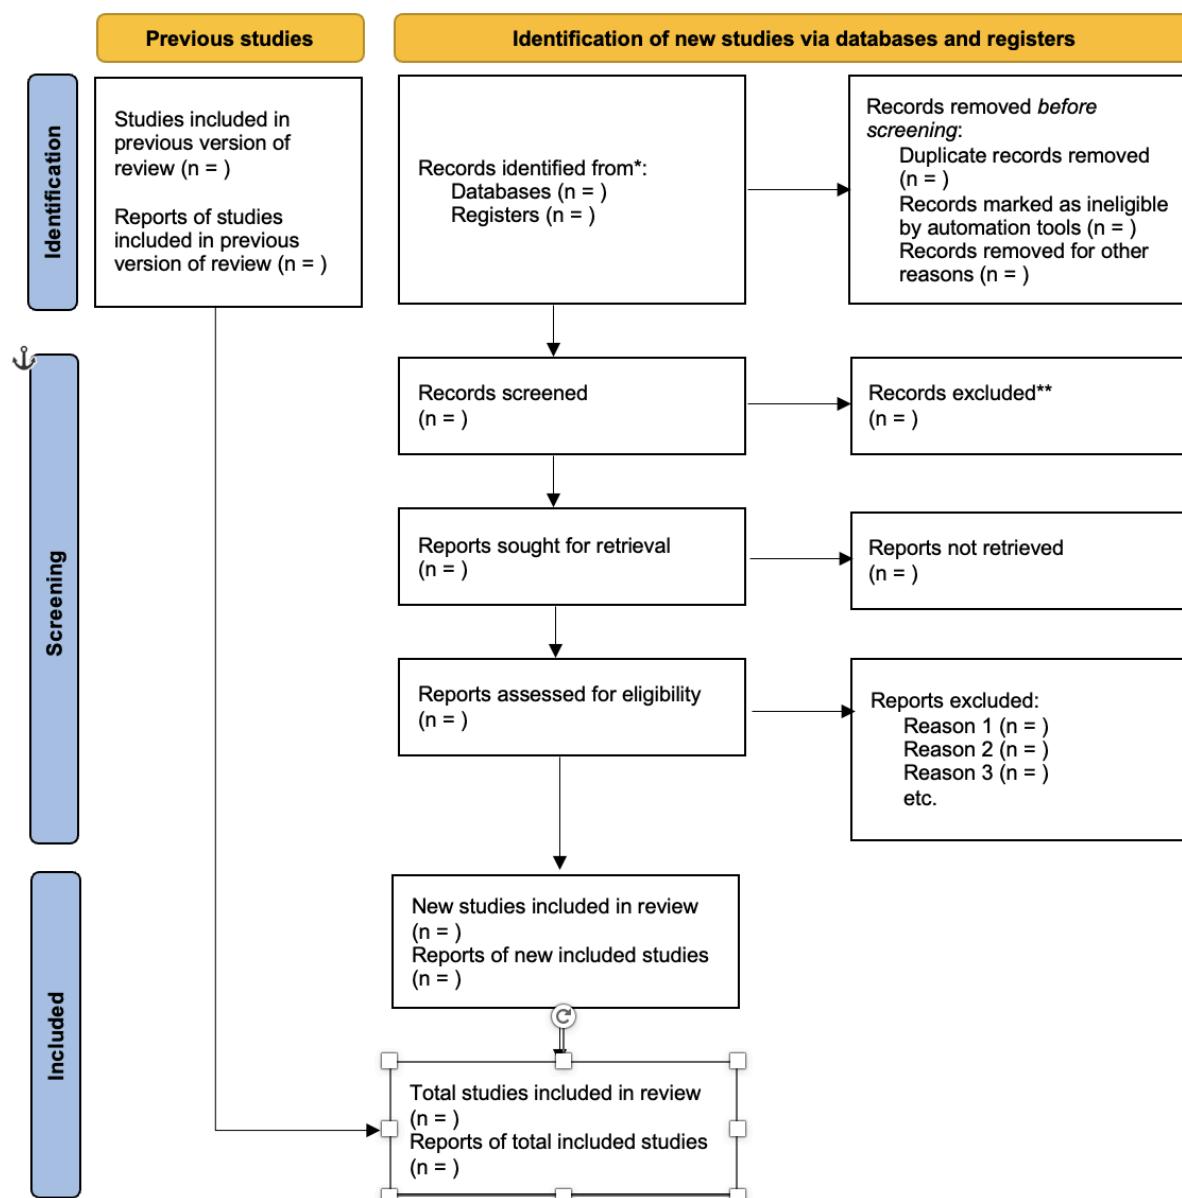 Previous studies
Identification of new studies via databases and registers
Identification
Studies included in
previous version of
review (n = )
Reports of studies
included in previous
version of review (n = )
Records identified from*:
Databases (n = )
Registers (n = )
Records removed before
screening:
Duplicate records removed
(n = )
Records marked as ineligible
by automation tools (n = )
Records removed for other
reasons (n = )
Screening
Records screened
(n = )
Records excluded**
(n = )
Reports sought for retrieval
(n = )
Reports not retrieved
(n = )
Reports assessed for eligibility
(n = )
Reports excluded:
Reason 1 (n = )
Reason 2 (n = )
Reason 3 (n = )
etc.
Included
New studies included in review
(n = )
Reports of new included studies
(n = )
Total studies included in review
(n = )
Reports of total included studies
(n = )